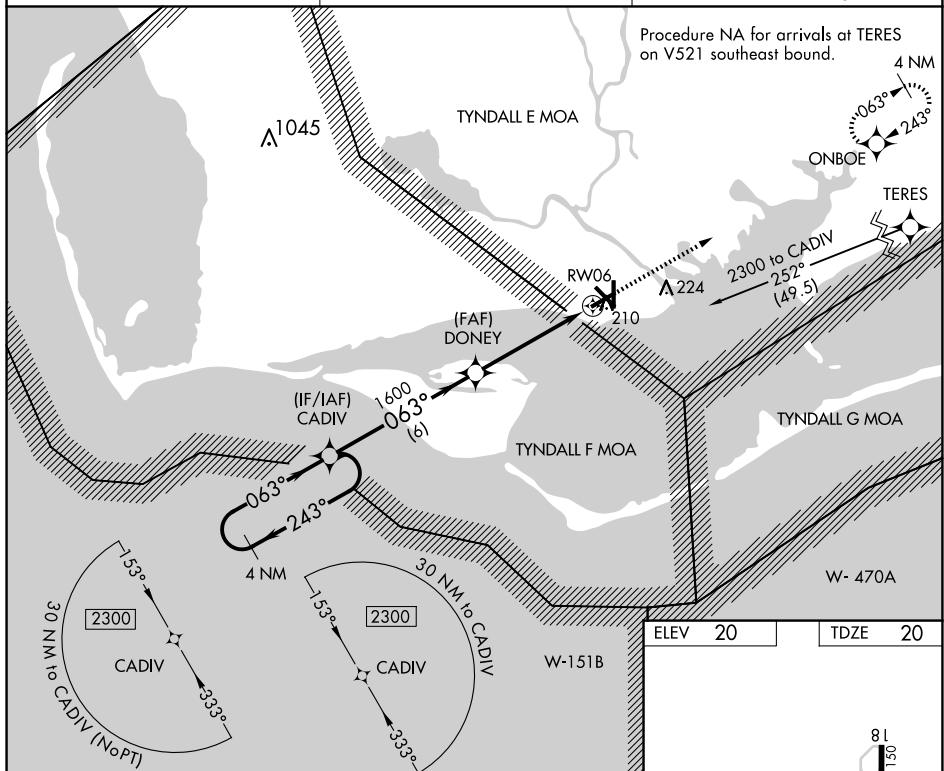 Procedure NA for arrivals at TERES
on V521 southeast bound.
4 NM
063°
243°
ONBOE
TYNDALL E MOA
1045
TERES
2300 to CADIV
252°
(49.5)
RW06
224
210
(FAF)
DONEY
1600
063°
(6)
(IF/IAF)
CADIV
TYNDALL F MOA
TYNDALL G MOA
063°
243°
4 NM
W- 470A
W-151B
153°
2300
CADIV
333°
30 NM to CADIV (NoPT)
153°
2300
CADIV
333°
30 NM to CADIV
ELEV 20
TDZE 20
18
150